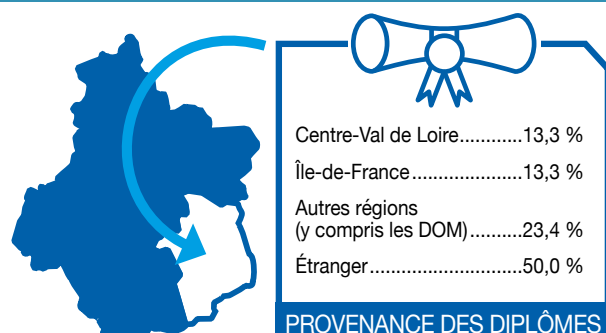 Centre-Val de Loire............13,3 %
Île-de-France....................13,3 %
Autres régions
(y compris les DOM)..........23,4 %
Étranger............................50,0 %
PROVENANCE DES DIPLÔMES